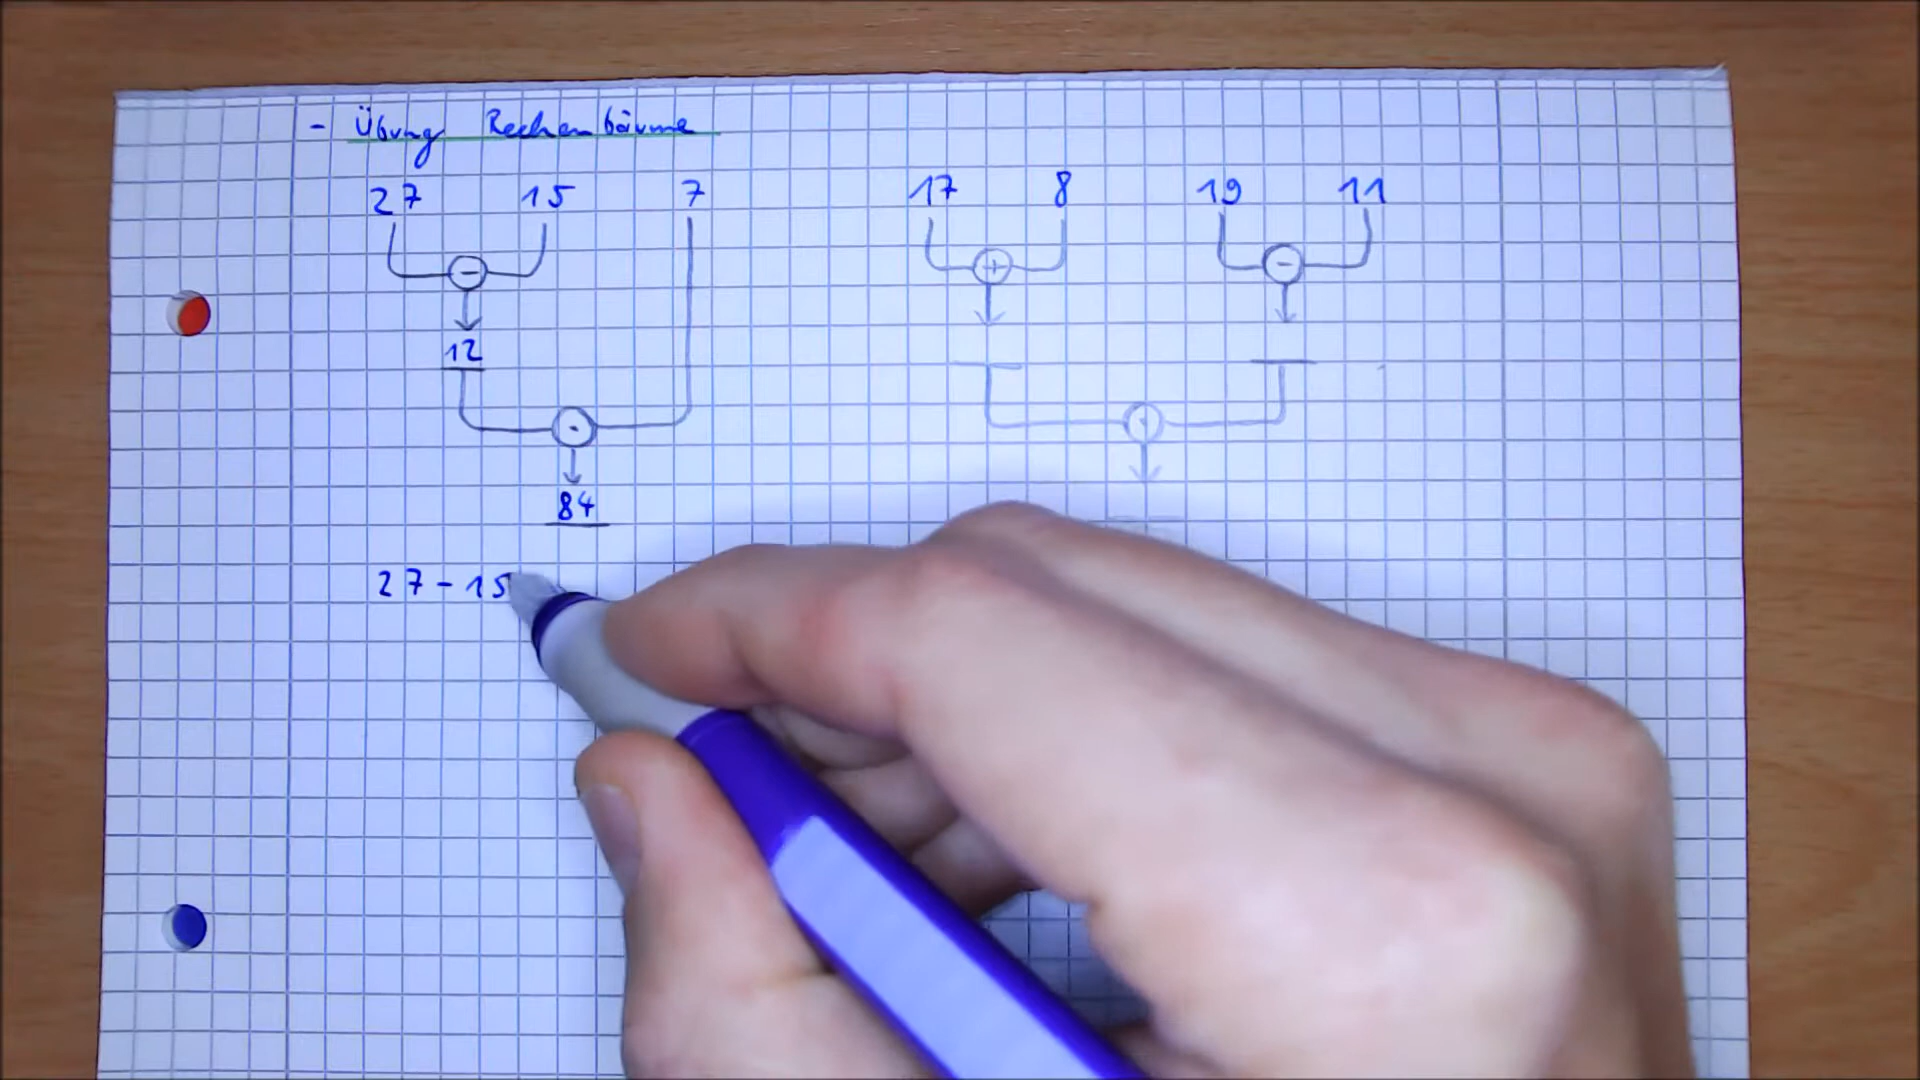 - Übung Rechenbäume
27 15 7 17 8 19 11
- + -
12
· ·
84
27-15